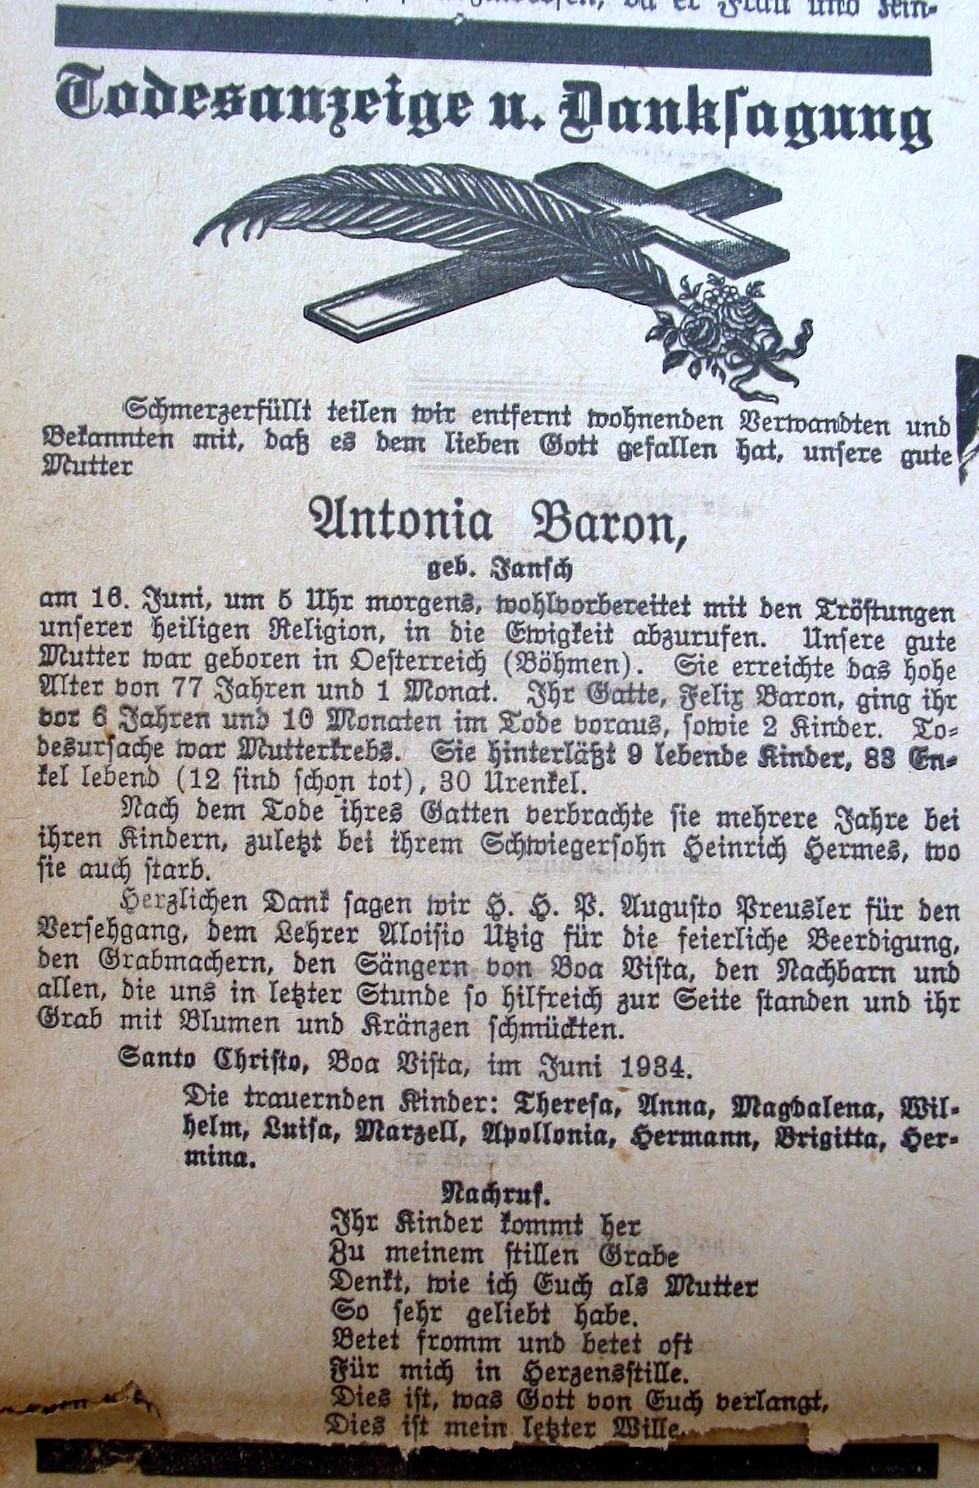 Frau und Kin-
Todesanzeige u. Danksagung
Schmerzerfüllt teilen wir entfernt wohnenden Verwandten und
Bekannten mit, daß es dem lieben Gott gefallen hat, unsere gute
Mutter
Antonia Baron,
geb. Jansch
am 16. Juni, um 5 Uhr morgens, wohlvorbereitet mit den Tröstungen
unserer heiligen Religion, in die Ewigkeit abzurufen. Unsere gute
Mutter war geboren in Oesterreich (Böhmen). Sie erreichte das hohe
Alter von 77 Jahren und 1 Monat. Ihr Gatte, Felix Baron, ging ihr
vor 6 Jahren und 10 Monaten im Tode voraus, sowie 2 Kinder. To-
desursache war Mutterkrebs. Sie hinterläßt 9 lebende Kinder, 83 En-
kel lebend (12 sind schon tot), 30 Urenkel.
Nach dem Tode ihres Gatten verbrachte sie mehrere Jahre bei
ihren Kindern, zuletzt bei ihrem Schwiegersohn Heinrich Hermes, wo
sie auch starb.
Herzlichen Dank sagen wir H. H. P. Augusto Preusler für den
Versehgang, dem Lehrer Aloisio Utzig für die feierliche Beerdigung,
den Grabmachern, den Sängern von Boa Vista, den Nachbarn und
allen, die uns in letzter Stunde so hilfreich zur Seite standen und ihr
Grab mit Blumen und Kränzen schmückten.
Santo Christo, Boa Vista, im Juni 1934.
Die trauernden Kinder: Theresa, Anna, Magdalena, Wil-
helm, Luisa, Marzell, Apollonia, Hermann, Brigitta, Her-
mina.
Nachruf.
Ihr Kinder kommt her
Zu meinem stillen Grabe
Denkt, wie ich Euch als Mutter
So sehr geliebt habe.
Betet fromm und betet oft
Für mich in Herzensstille.
Dies ist, was Gott von Euch verlangt,
Dies ist mein letzter Wille.